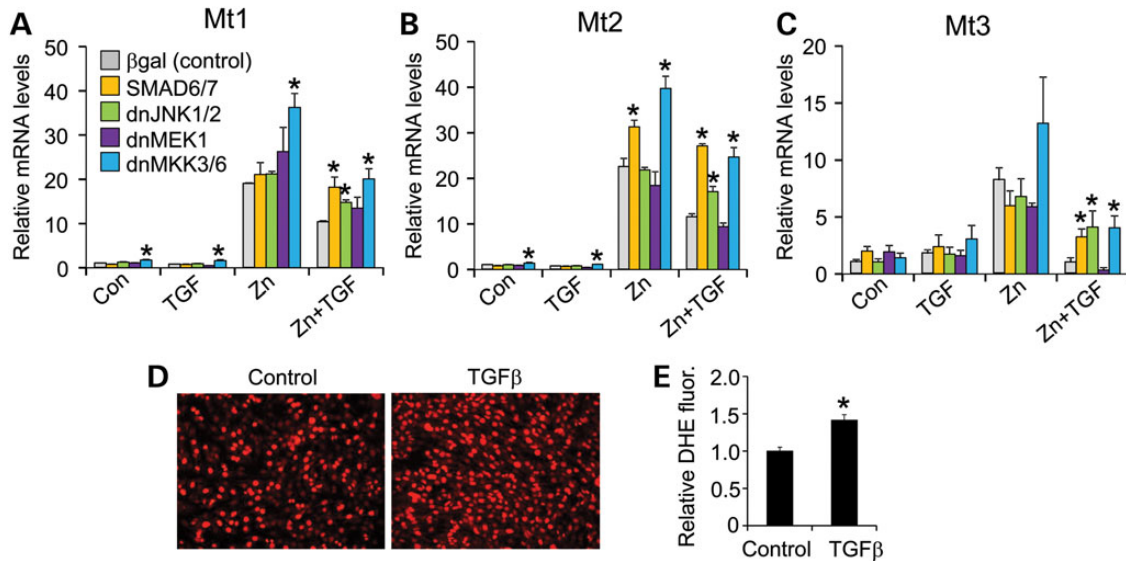 A
Mt1
Relative mRNA levels
50
40
30
20
10
0
βgal (control)
SMAD6/7
dnJNK1/2
dnMEK1
dnMKK3/6
*
*
*
*
*
*
Con
TGF
Zn
Zn+TGF
B
Mt2
Relative mRNA levels
50
40
30
20
10
0
*
*
*
*
*
*
*
Con
TGF
Zn
Zn+TGF
C
Mt3
Relative mRNA levels
20
15
10
5
0
*
*
*
Con
TGF
Zn
Zn+TGF
D
Control
TGFβ
E
Relative DHE fluor.
2.0
1.5
1.0
0.5
0
*
Control
TGFβ